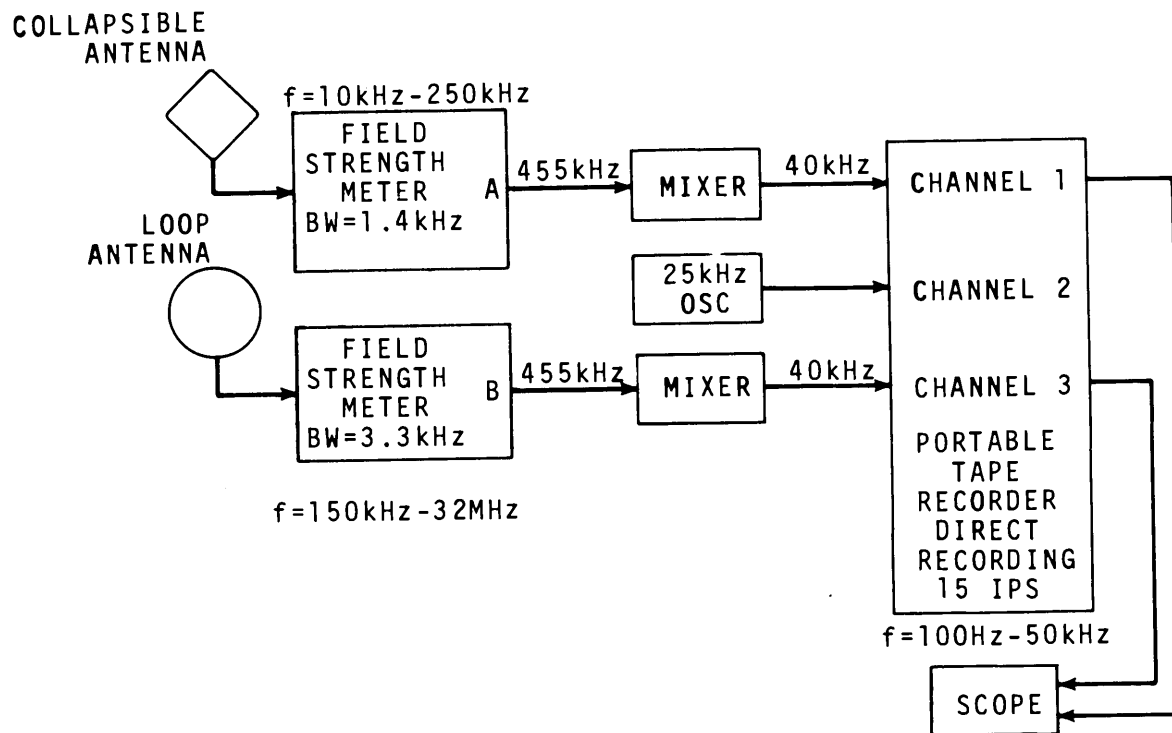 COLLAPSIBLE
ANTENNA
f=10kHz-250kHz
FIELD
STRENGTH
METER
BW=1.4kHz
A
455kHz
MIXER
40kHz
CHANNEL 1
LOOP
ANTENNA
25kHz
OSC
CHANNEL 2
FIELD
STRENGTH
METER
BW=3.3kHz
B
455kHz
MIXER
40kHz
CHANNEL 3
PORTABLE
TAPE
RECORDER
DIRECT
RECORDING
15 IPS
f=150kHz-32MHz
f=100Hz-50kHz
SCOPE